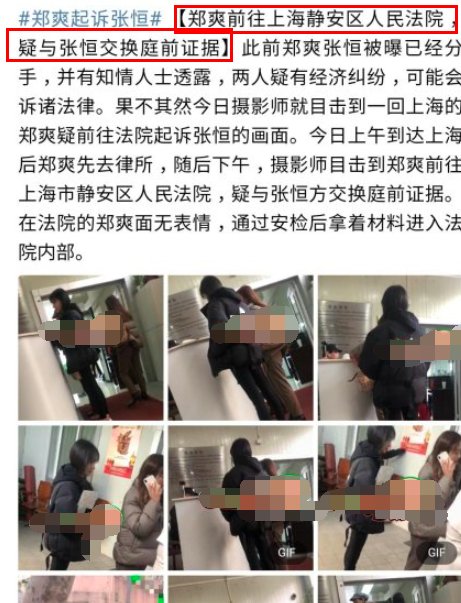 #郑爽起诉张恒#【郑爽前往上海静安区人民法院，
疑与张恒交换庭前证据】此前郑爽张恒被曝已经分
手，并有知情人士透露，两人疑有经济纠纷，可能会
诉诸法律。果不其然今日摄影师就目击到一回上海的
郑爽疑前往法院起诉张恒的画面。今日上午到达上海
后郑爽先去律所，随后下午，摄影师目击到郑爽前往
上海市静安区人民法院，疑与张恒方交换庭前证据。
在法院的郑爽面无表情，通过安检后拿着材料进入法
院内部。
GIF
GIF